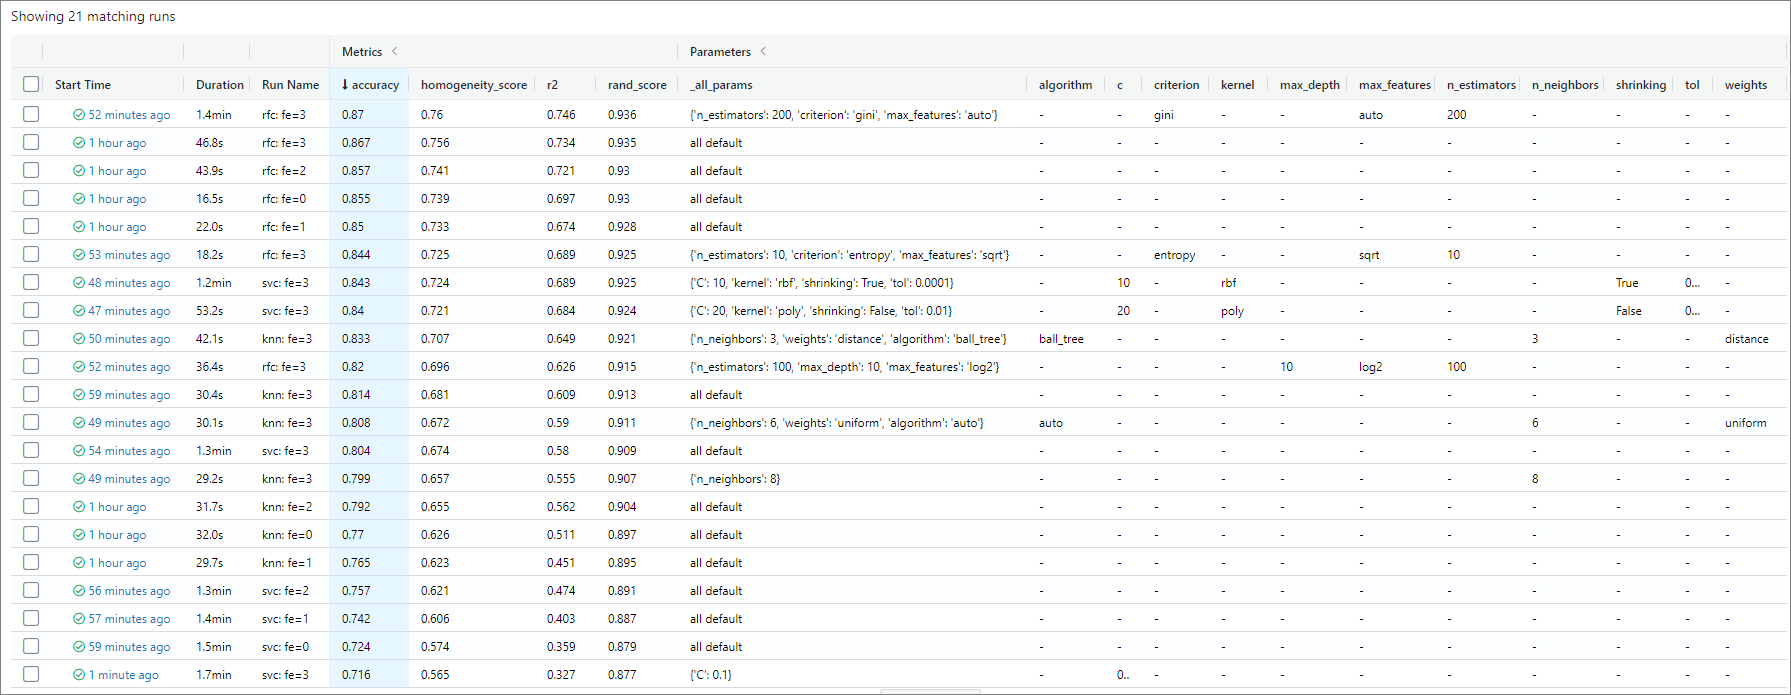 Showing 21 matching runs
Metrics < Parameters <
Start Time Duration Run Name ↓ accuracy homogeneity_score r2 rand_score _all_params algorithm c criterion kernel max_depth max_features n_estimators n_neighbors shrinking tol weights
52 minutes ago 1.4min rfc: fe=3 0.87 0.76 0.746 0.936 {'n_estimators': 200, 'criterion': 'gini', 'max_features': 'auto'} - - gini - - auto 200 - - - -
1 hour ago 46.8s rfc: fe=3 0.867 0.756 0.734 0.935 all default - - - - - - - - - - -
1 hour ago 43.9s rfc: fe=2 0.857 0.741 0.721 0.93 all default - - - - - - - - - - -
1 hour ago 16.5s rfc: fe=0 0.855 0.739 0.697 0.93 all default - - - - - - - - - - -
1 hour ago 22.0s rfc: fe=1 0.85 0.733 0.674 0.928 all default - - - - - - - - - - -
53 minutes ago 18.2s rfc: fe=3 0.844 0.725 0.689 0.925 {'n_estimators': 10, 'criterion': 'entropy', 'max_features': 'sqrt'} - - entropy - - sqrt 10 - - - -
48 minutes ago 1.2min svc: fe=3 0.843 0.724 0.689 0.925 {'C': 10, 'kernel': 'rbf', 'shrinking': True, 'tol': 0.0001} - 10 - rbf - - - - True 0... -
47 minutes ago 53.2s svc: fe=3 0.84 0.721 0.684 0.924 {'C': 20, 'kernel': 'poly', 'shrinking': False, 'tol': 0.01} - 20 - poly - - - - False 0... -
50 minutes ago 42.1s knn: fe=3 0.833 0.707 0.649 0.921 {'n_neighbors': 3, 'weights': 'distance', 'algorithm': 'ball_tree'} ball_tree - - - - - - 3 - - distance
52 minutes ago 36.4s rfc: fe=3 0.82 0.696 0.626 0.915 {'n_estimators': 100, 'max_depth': 10, 'max_features': 'log2'} - - - - 10 log2 100 - - - -
59 minutes ago 30.4s knn: fe=3 0.814 0.681 0.609 0.913 all default - - - - - - - - - - -
49 minutes ago 30.1s knn: fe=3 0.808 0.672 0.59 0.911 {'n_neighbors': 6, 'weights': 'uniform', 'algorithm': 'auto'} auto - - - - - - 6 - - uniform
54 minutes ago 1.3min svc: fe=3 0.804 0.674 0.58 0.909 all default - - - - - - - - - - -
49 minutes ago 29.2s knn: fe=3 0.799 0.657 0.555 0.907 {'n_neighbors': 8} - - - - - - - 8 - - -
1 hour ago 31.7s knn: fe=2 0.792 0.655 0.562 0.904 all default - - - - - - - - - - -
1 hour ago 32.0s knn: fe=0 0.77 0.626 0.511 0.897 all default - - - - - - - - - - -
1 hour ago 29.7s knn: fe=1 0.765 0.623 0.451 0.895 all default - - - - - - - - - - -
56 minutes ago 1.3min svc: fe=2 0.757 0.621 0.474 0.891 all default - - - - - - - - - - -
57 minutes ago 1.4min svc: fe=1 0.742 0.606 0.403 0.887 all default - - - - - - - - - - -
59 minutes ago 1.5min svc: fe=0 0.724 0.574 0.359 0.879 all default - - - - - - - - - - -
1 minute ago 1.7min svc: fe=3 0.716 0.565 0.327 0.877 {'C': 0.1} - 0.. - - - - - - - - -